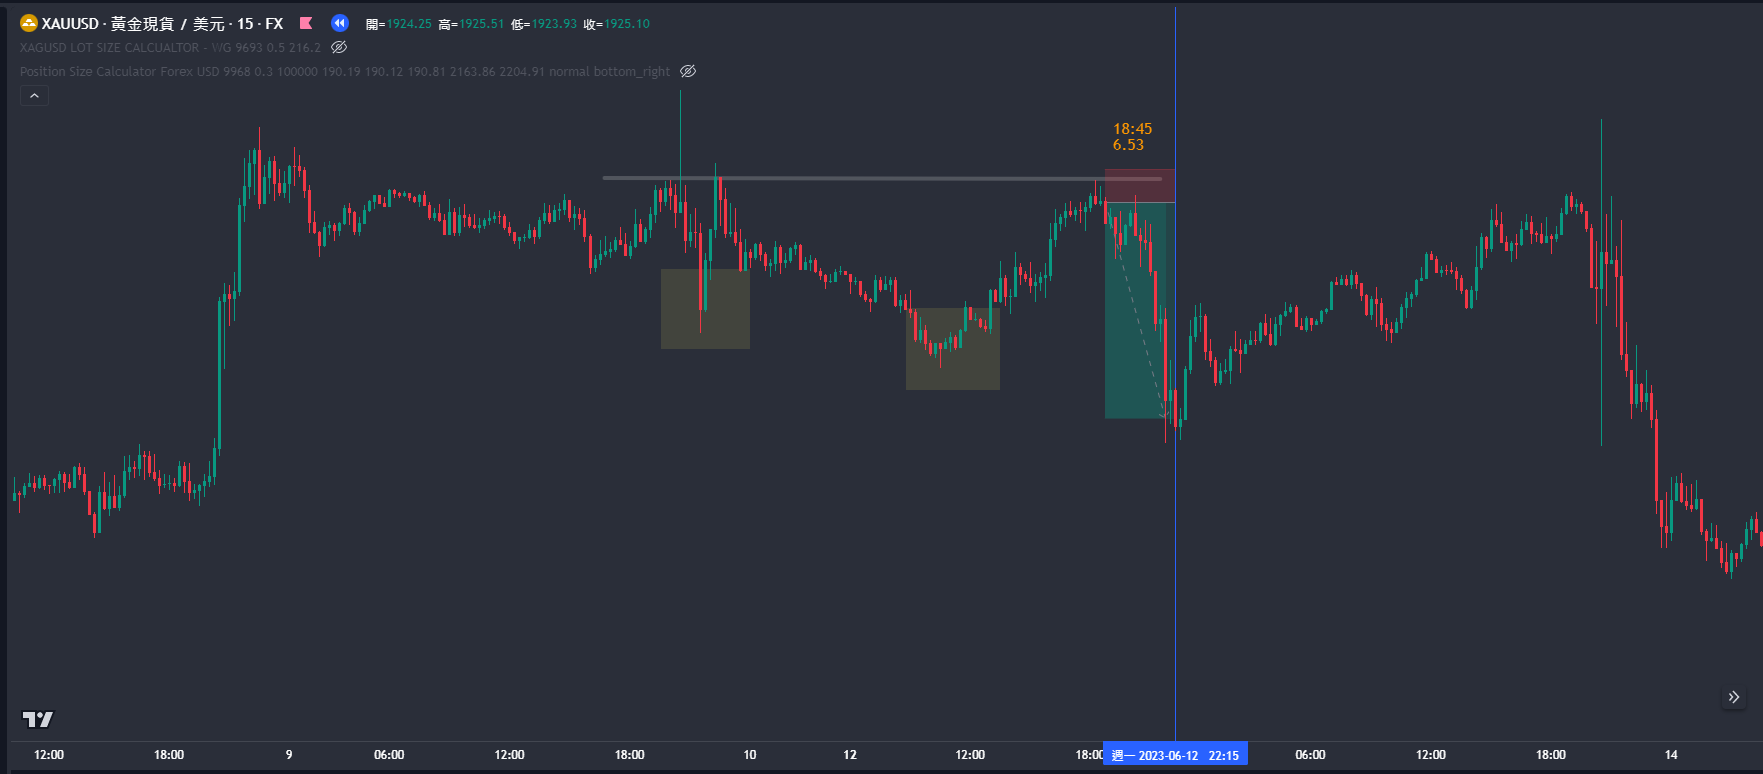 XAUUSD · 黃金現貨 / 美元 · 15 · FX 開=1924.25 高=1925.51 低=1923.93 收=1925.10
XAGUSD LOT SIZE CALCUALTOR - WG 9693 0.5 216.2
Position Size Calculator Forex USD 9968 0.3 100000 190.19 190.12 190.81 2163.86 2204.91 normal bottom_right
18:45
6.53
12:00 18:00 9 06:00 12:00 18:00 10 12 12:00 18:00 週一 2023-06-12 22:15 06:00 12:00 18:00 14